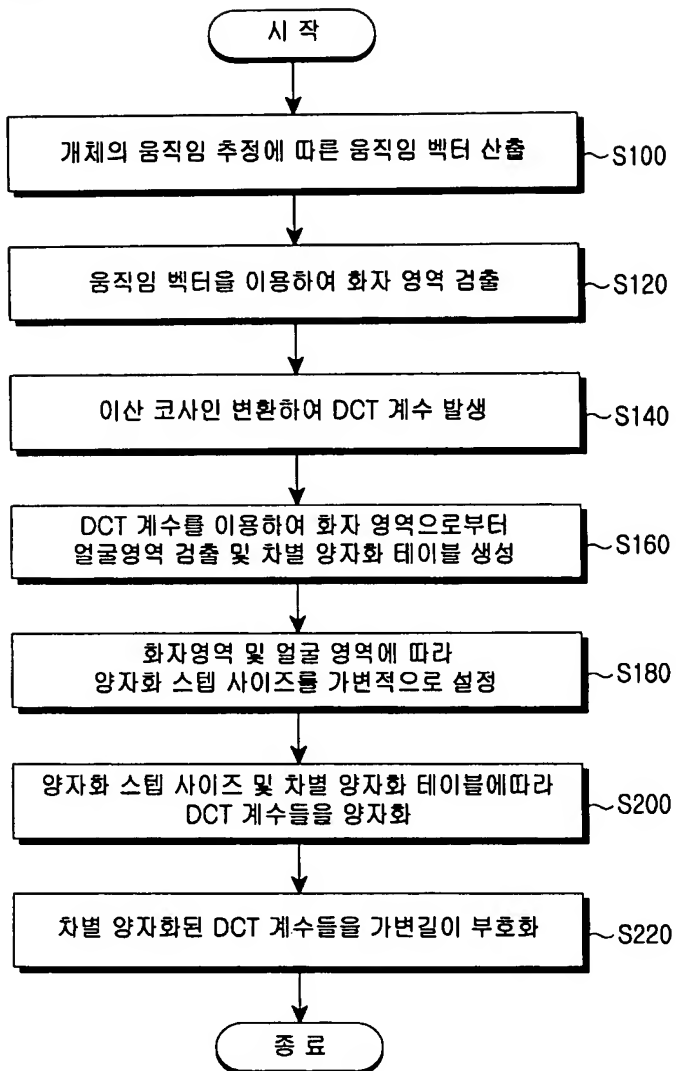 시 작
개체의 움직임 추정에 따른 움직임 벡터 산출
~S100
움직임 벡터을 이용하여 화자 영역 검출
~S120
이산 코사인 변환하여 DCT 계수 발생
~S140
DCT 계수를 이용하여 화자 영역으로부터
얼굴영역 검출 및 차별 양자화 테이블 생성
~S160
화자영역 및 얼굴 영역에 따라
양자화 스텝 사이즈를 가변적으로 설정
~S180
양자화 스텝 사이즈 및 차별 양자화 테이블에따라
DCT 계수들을 양자화
~S200
차별 양자화된 DCT 계수들을 가변길이 부호화
~S220
종 료